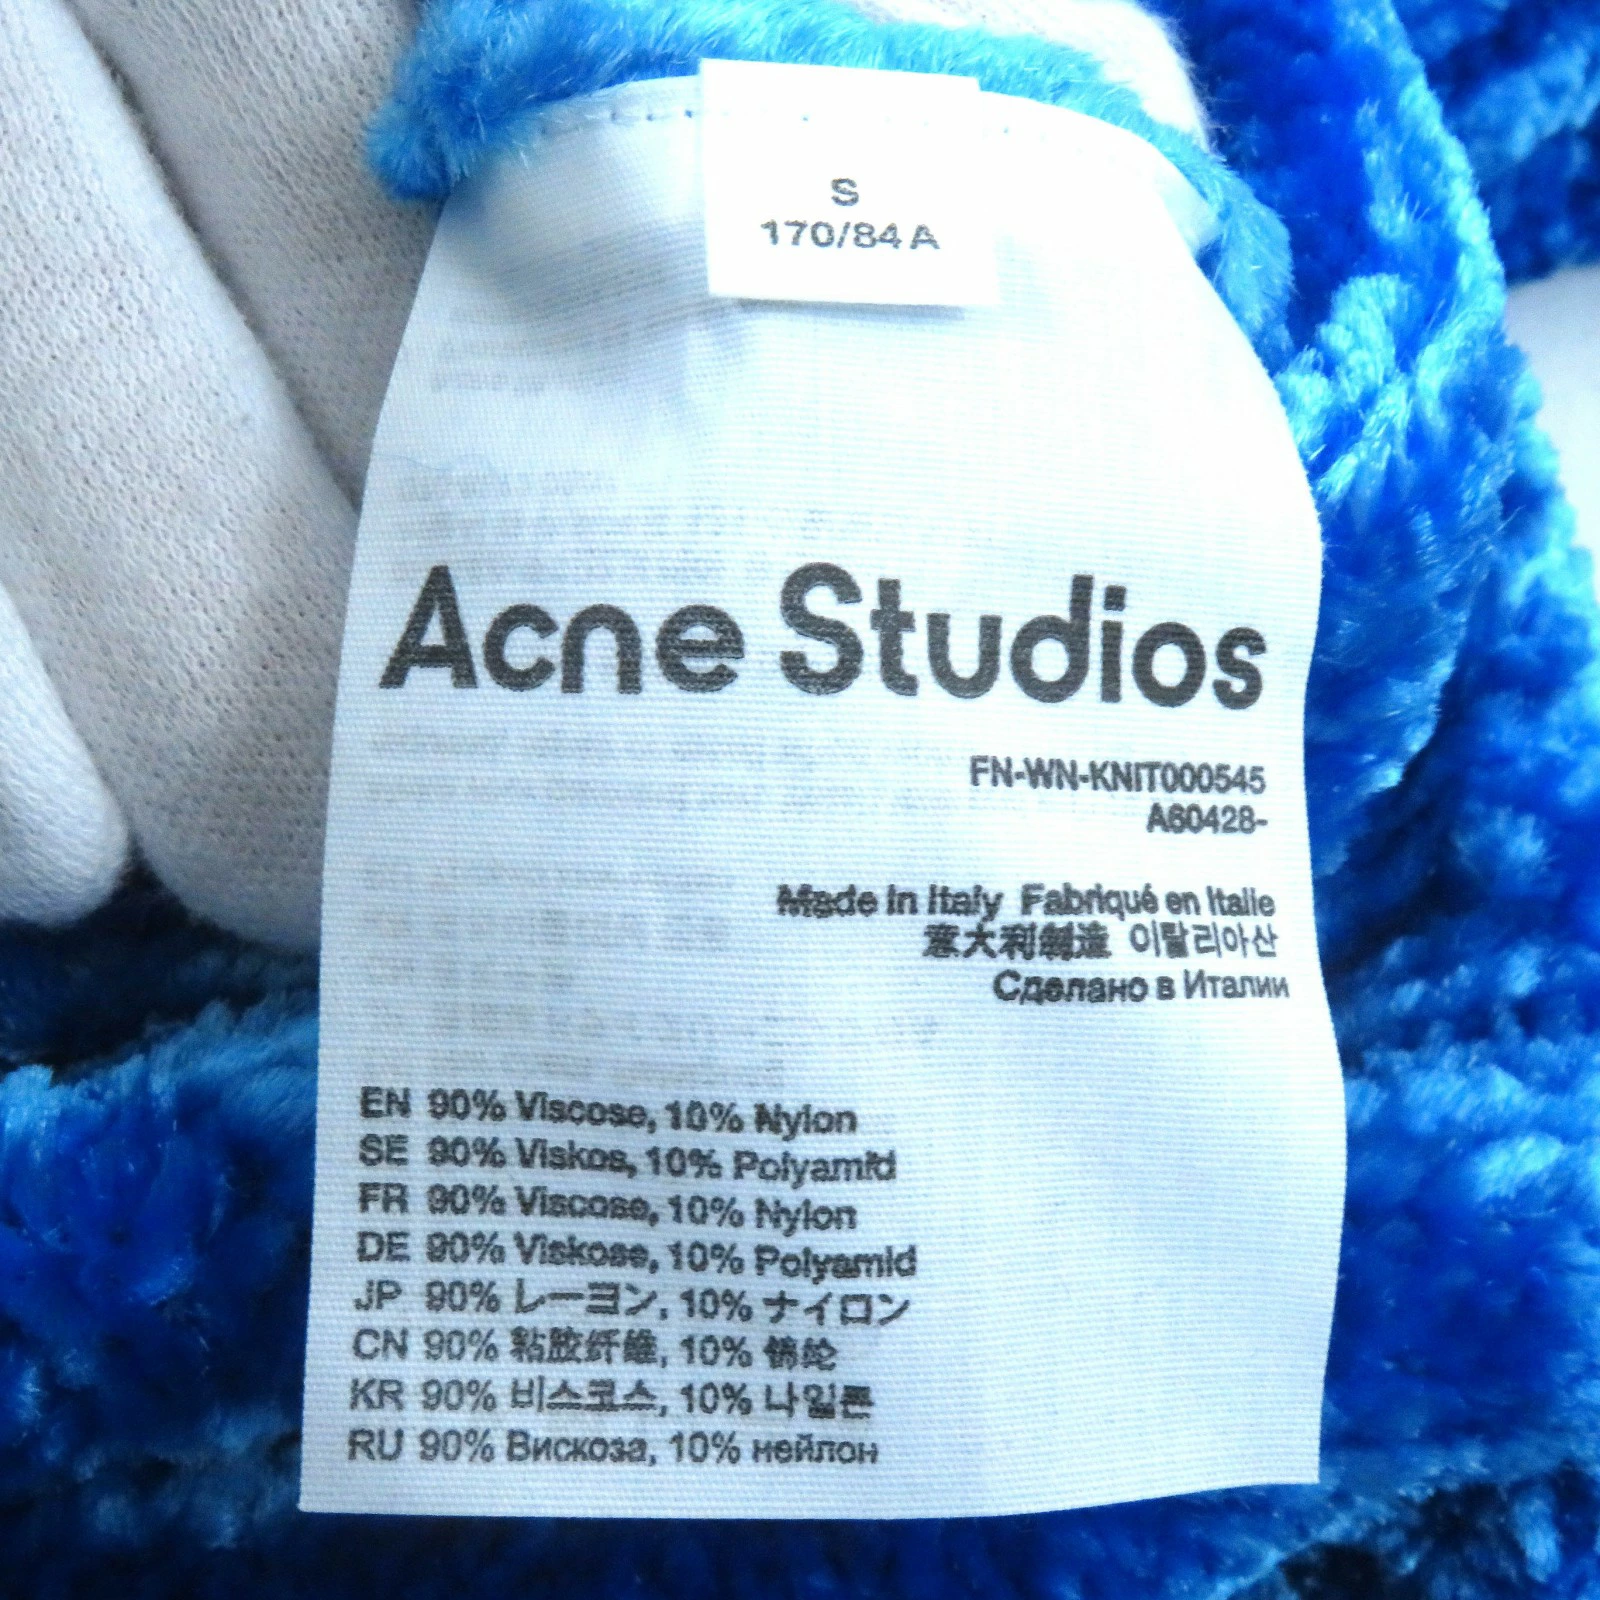 S
170/84 A
Acne Studios
FN-WN-KNIT000545
A60428-
Made in Italy Fabriqué en Italie
意大利制造 이탈리아산
Сделано в Италии
EN 90% Viscose, 10% Nylon
SE 90% Viskos, 10% Polyamid
FR 90% Viscose, 10% Nylon
DE 90% Viskose, 10% Polyamid
JP 90% レーヨン, 10% ナイロン
CN 90% 粘胶纤维, 10% 锦纶
KR 90% 비스코스, 10% 나일론
RU 90% Вискоза, 10% нейлон